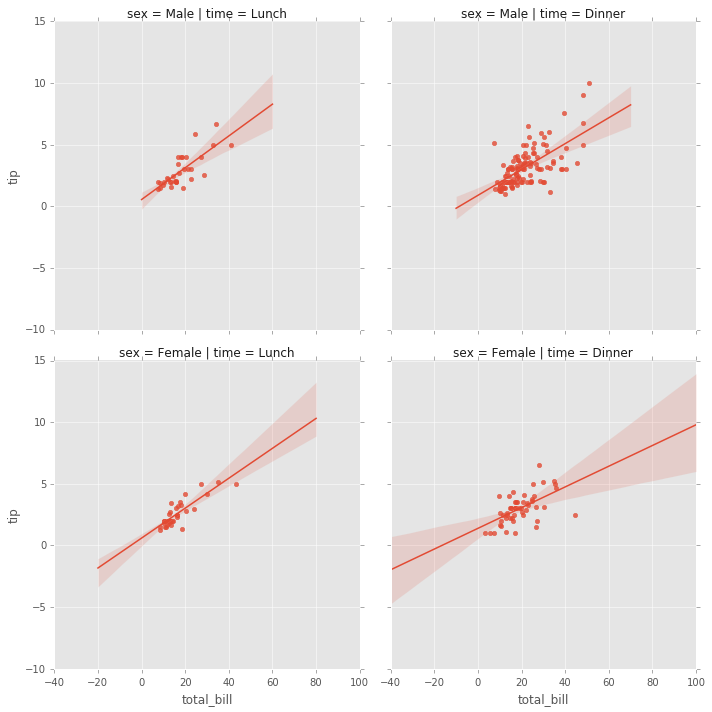 sex = Male | time = Lunch
sex = Male | time = Dinner
15
10
5
0
−5
−10
tip
sex = Female | time = Lunch
sex = Female | time = Dinner
15
10
5
0
−5
−10
tip
−40 −20 0 20 40 60 80 100
−40 −20 0 20 40 60 80 100
total_bill
total_bill